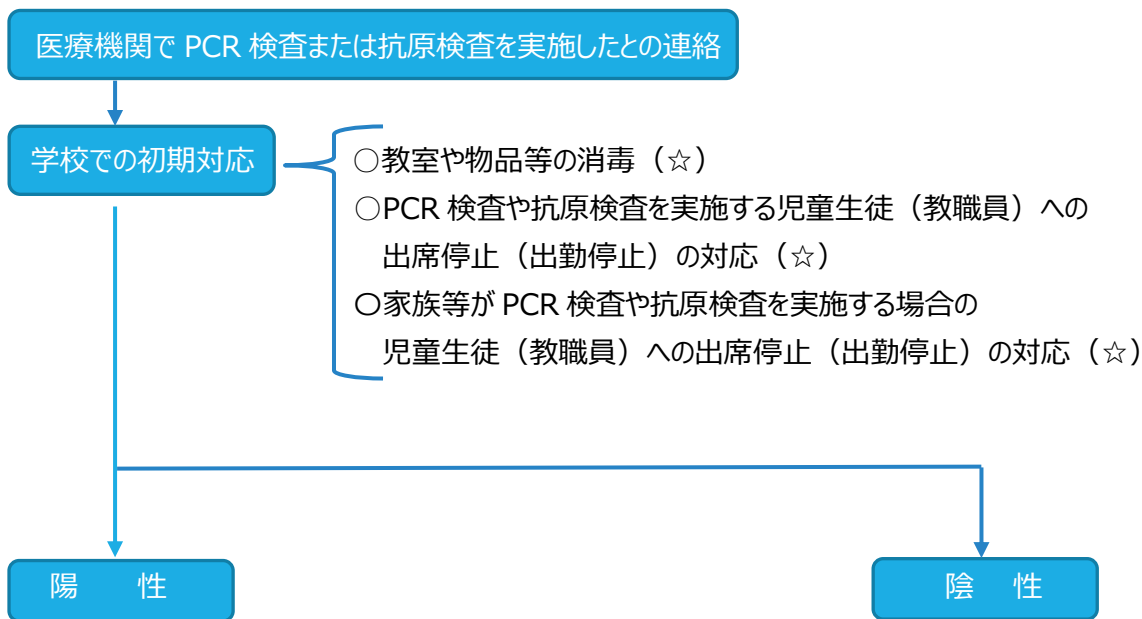 医療機関で PCR 検査または抗原検査を実施したとの連絡
学校での初期対応
○教室や物品等の消毒（☆）
○PCR 検査や抗原検査を実施する児童生徒（教職員）への
出席停止（出勤停止）の対応（☆）
〇家族等が PCR 検査や抗原検査を実施する場合の
児童生徒（教職員）への出席停止（出勤停止）の対応（☆）
陽　性
陰　性